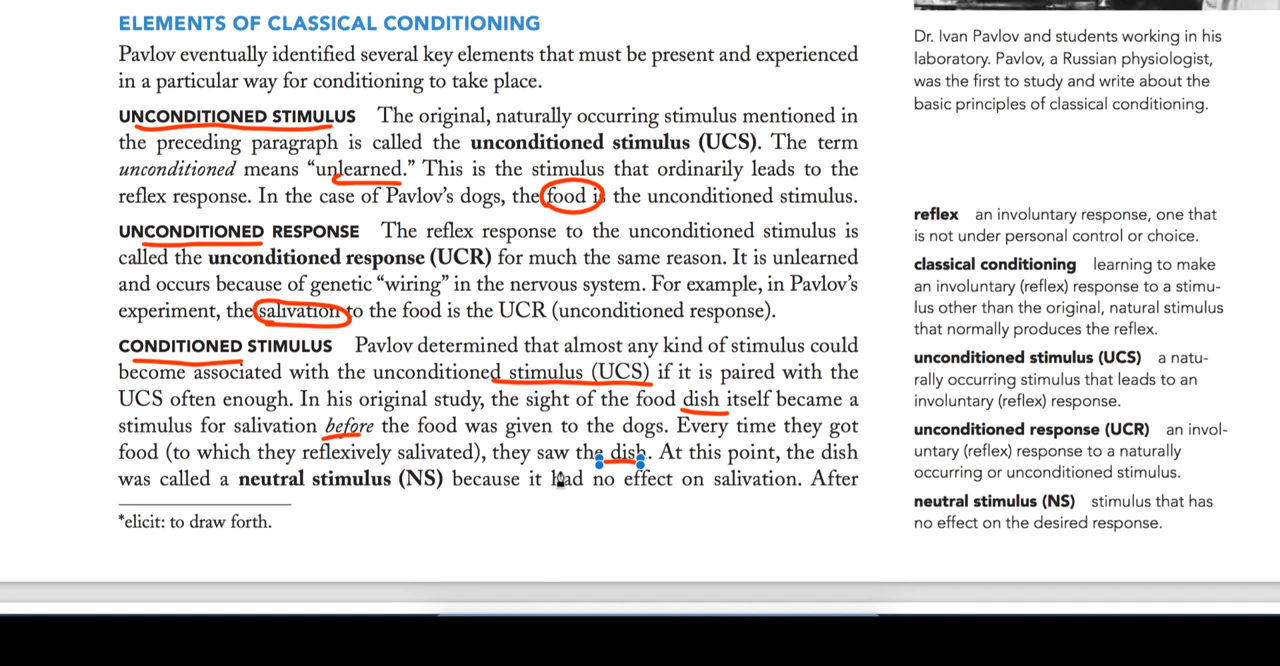 ELEMENTS OF CLASSICAL CONDITIONING
Pavlov eventually identified several key elements that must be present and experienced
in a particular way for conditioning to take place.
UNCONDITIONED STIMULUS The original, naturally occurring stimulus mentioned in
the preceding paragraph is called the unconditioned stimulus (UCS). The term
unconditioned means “unlearned.” This is the stimulus that ordinarily leads to the
reflex response. In the case of Pavlov’s dogs, the food is the unconditioned stimulus.
UNCONDITIONED RESPONSE The reflex response to the unconditioned stimulus is
called the unconditioned response (UCR) for much the same reason. It is unlearned
and occurs because of genetic “wiring” in the nervous system. For example, in Pavlov’s
experiment, the salivation to the food is the UCR (unconditioned response).
CONDITIONED STIMULUS Pavlov determined that almost any kind of stimulus could
become associated with the unconditioned stimulus (UCS) if it is paired with the
UCS often enough. In his original study, the sight of the food dish itself became a
stimulus for salivation before the food was given to the dogs. Every time they got
food (to which they reflexively salivated), they saw the dish. At this point, the dish
was called a neutral stimulus (NS) because it had no effect on salivation. After
*elicit: to draw forth.
Dr. Ivan Pavlov and students working in his
laboratory. Pavlov, a Russian physiologist,
was the first to study and write about the
basic principles of classical conditioning.
reflex an involuntary response, one that
is not under personal control or choice.
classical conditioning learning to make
an involuntary (reflex) response to a stimu-
lus other than the original, natural stimulus
that normally produces the reflex.
unconditioned stimulus (UCS) a natu-
rally occurring stimulus that leads to an
involuntary (reflex) response.
unconditioned response (UCR) an invol-
untary (reflex) response to a naturally
occurring or unconditioned stimulus.
neutral stimulus (NS) stimulus that has
no effect on the desired response.